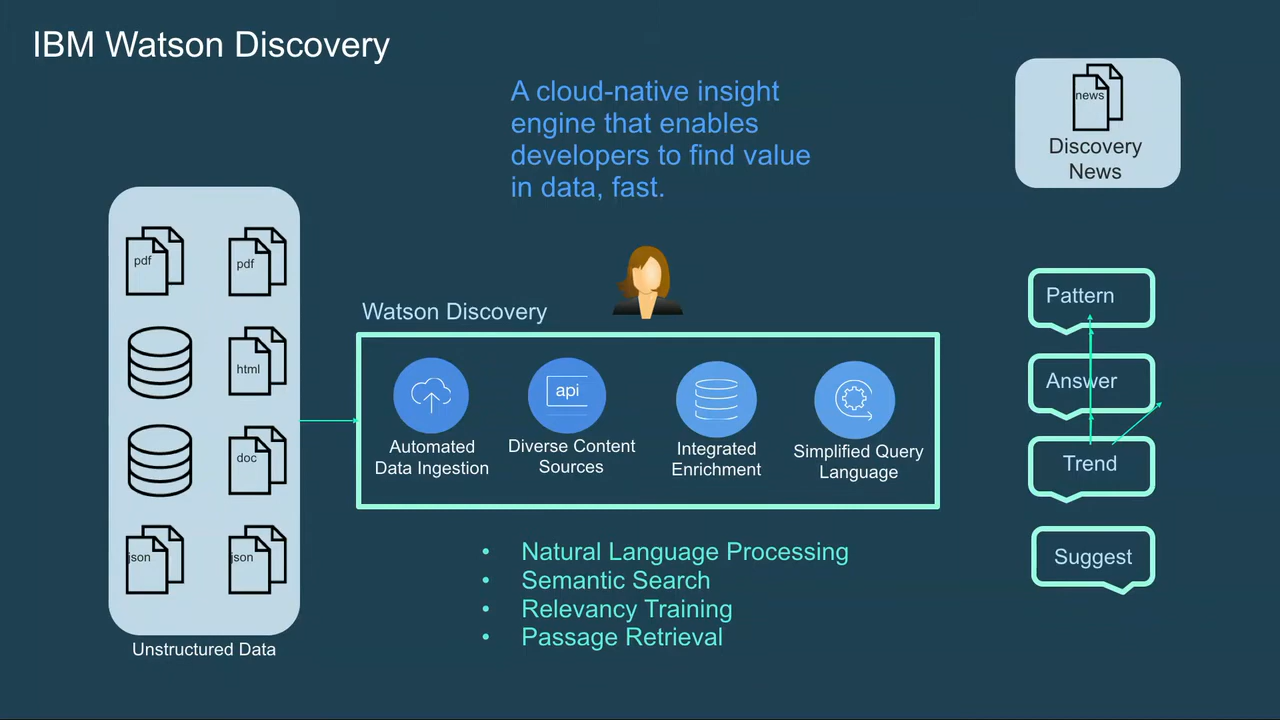 IBM Watson Discovery
A cloud-native insight
engine that enables
developers to find value
in data, fast.
news
Discovery
News
pdf
pdf
html
doc
json
json
Unstructured Data
Watson Discovery
Automated
Data Ingestion
api
Diverse Content
Sources
Integrated
Enrichment
Simplified Query
Language
• Natural Language Processing
• Semantic Search
• Relevancy Training
• Passage Retrieval
Pattern
Answer
Trend
Suggest